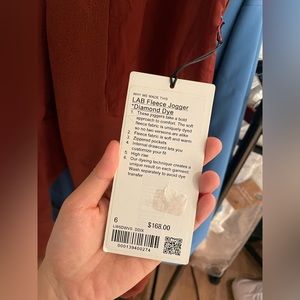 WHY WE MADE THIS
LAB Fleece Jogger
*Diamond Dye
1. These joggers take a bold
approach to comfort. The soft
fleece fabric is uniquely dyed
so no two versions are alike
2. Fleece fabric is soft and warm
3. Zippered pockets
4. Internal drawcord lets you
customize your fit
5. High rise
6. Our dyeing technique creates a
unique result on each garment.
Wash separately to avoid dye
transfer
6
$168.00
000139400274